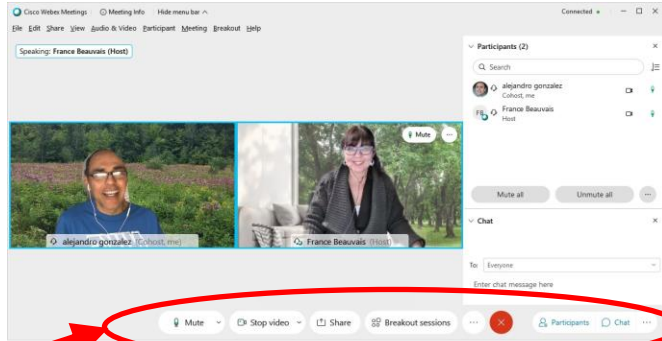 Cisco Webex Meetings Meeting Info Hide menu bar Connected
File Edit Share View Audio & Video Participant Meeting Breakout Help
Speaking: France Beauvais (Host)
Mute
alejandro gonzalez (Cohost, me)
France Beauvais (Host)
Participants (2)
Search
alejandro gonzalez
Cohost, me
FB
France Beauvais
Host
Mute all Unmute all
Chat
To: Everyone
Enter chat message here
Mute Stop video Share Breakout sessions Participants Chat